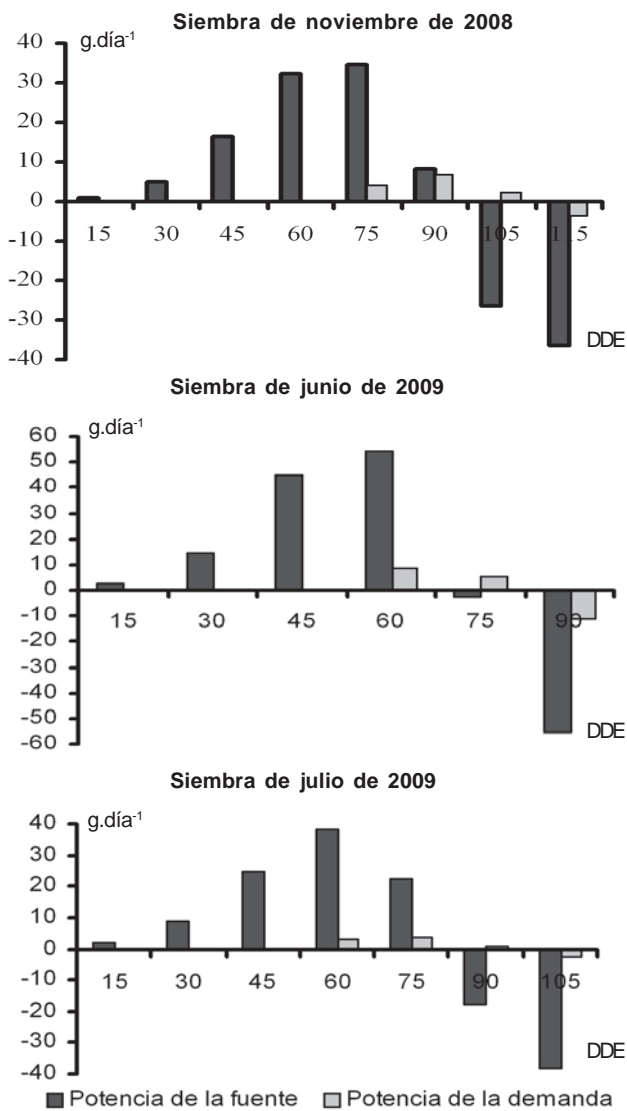 Siembra de noviembre de 2008
g.día⁻¹
40
30
20
10
0
-10
-20
-30
-40
15 30 45 60 75 90 105 115
DDE
Siembra de junio de 2009
g.día⁻¹
60
50
40
30
20
10
0
-10
-20
-30
-40
-50
-60
15 30 45 60 75 90
DDE
Siembra de julio de 2009
g.día⁻¹
40
30
20
10
0
-10
-20
-30
-40
15 30 45 60 75 90 105
DDE
Potencia de la fuente Potencia de la demanda